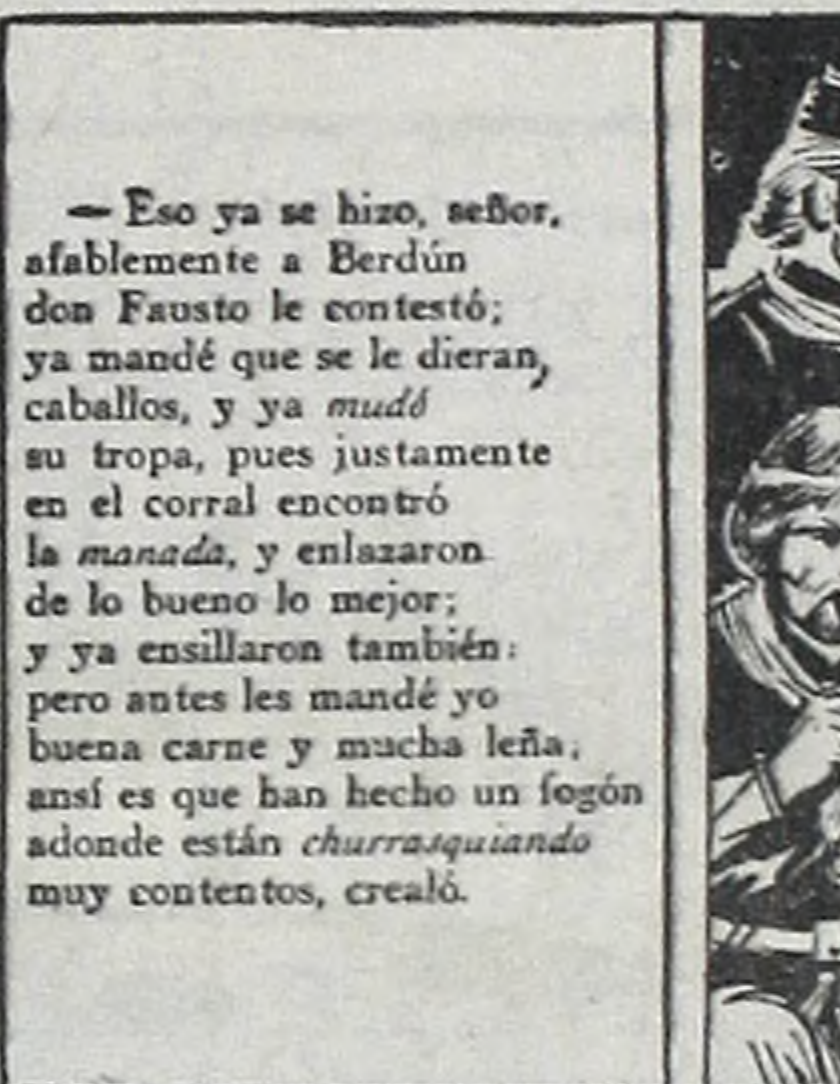 — Eso ya se hizo, señor,
afablemente a Berdún
don Fausto le contestó;
ya mandé que se le dieran,
caballos, y ya mudó
su tropa, pues justamente
en el corral encontró
la manada, y enlazaron
de lo bueno lo mejor;
y ya ensillaron también:
pero antes les mandé yo
buena carne y mucha leña;
ansí es que han hecho un fogón
adonde están churrasquiando
muy contentos, crealó.